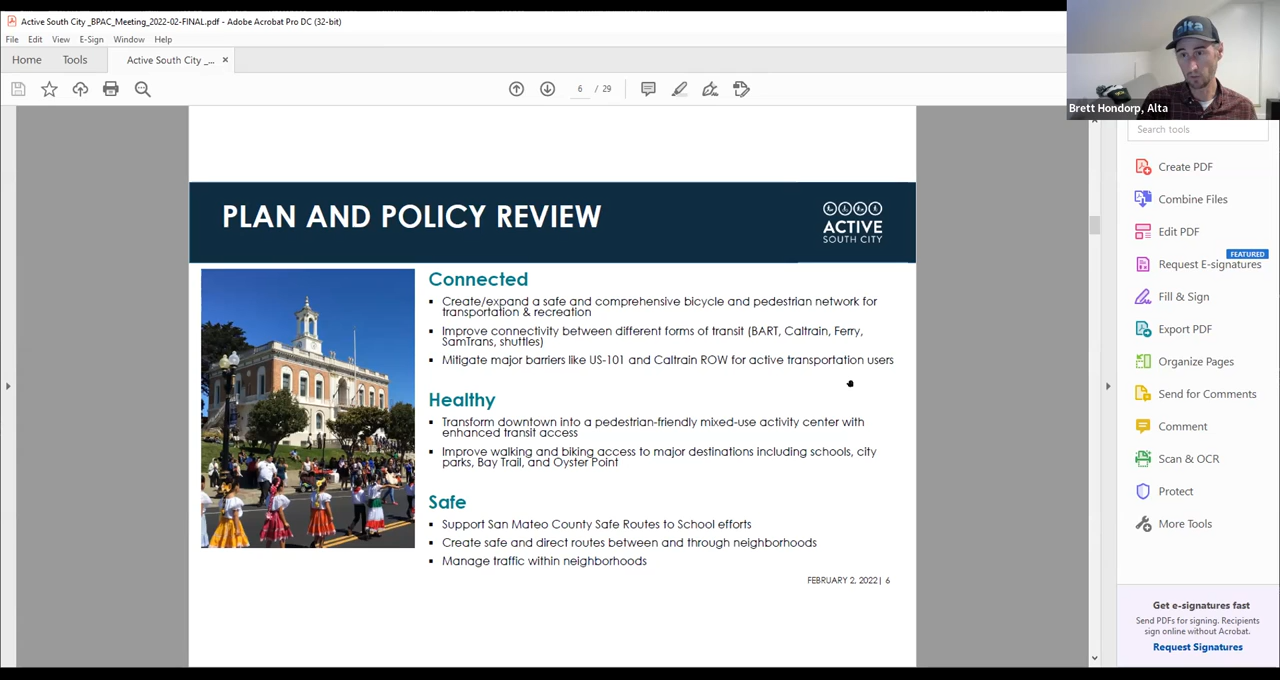 Active South City _BPAC_Meeting_2022-02-FINAL.pdf - Adobe Acrobat Pro DC (32-bit)
File Edit View E-Sign Window Help
Home Tools Active South City _... ×
6 / 29
alta
Brett Hondorp, Alta
Search tools
PLAN AND POLICY REVIEW
ACTIVE
SOUTH CITY
Connected
▪ Create/expand a safe and comprehensive bicycle and pedestrian network for
transportation & recreation
▪ Improve connectivity between different forms of transit (BART, Caltrain, Ferry,
SamTrans, shuttles)
▪ Mitigate major barriers like US-101 and Caltrain ROW for active transportation users
Healthy
▪ Transform downtown into a pedestrian-friendly mixed-use activity center with
enhanced transit access
▪ Improve walking and biking access to major destinations including schools, city
parks, Bay Trail, and Oyster Point
Safe
▪ Support San Mateo County Safe Routes to School efforts
▪ Create safe and direct routes between and through neighborhoods
▪ Manage traffic within neighborhoods
FEBRUARY 2, 2022| 6
Create PDF
Combine Files
Edit PDF
FEATURED
Request E-signatures
Fill & Sign
Export PDF
Organize Pages
Send for Comments
Comment
Scan & OCR
Protect
More Tools
Get e-signatures fast
Send PDFs for signing. Recipients
sign online without Acrobat.
Request Signatures